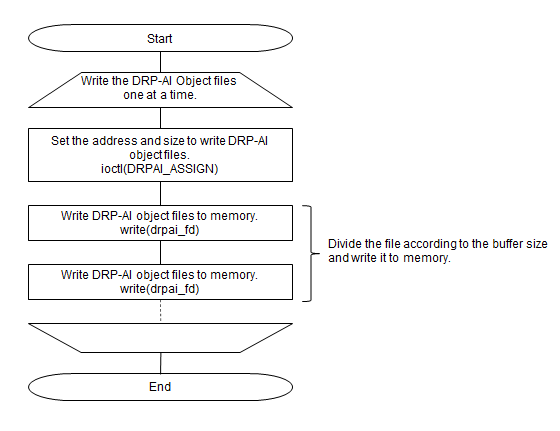 Start
Write the DRP-AI Object files
one at a time.
Set the address and size to write DRP-AI
object files.
ioctl(DRPAI_ASSIGN)
Write DRP-AI object files to memory.
write(drpai_fd)
Divide the file according to the buffer size
and write it to memory.
Write DRP-AI object files to memory.
write(drpai_fd)
End